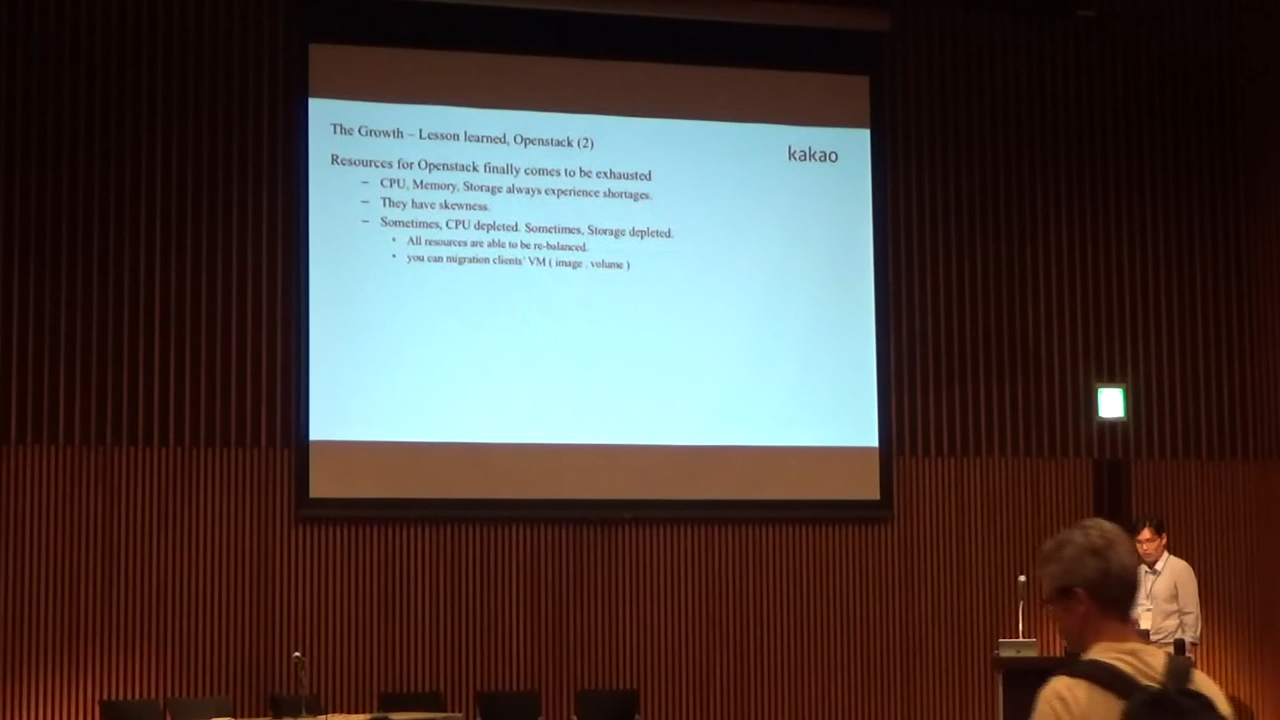 The Growth – Lesson learned, Openstack (2)
kakao
Resources for Openstack finally comes to be exhausted
– CPU, Memory, Storage always experience shortages.
– They have skewness.
– Sometimes, CPU depleted. Sometimes, Storage depleted.
• All resources are able to be re-balanced.
• you can migration clients' VM ( image , volume )